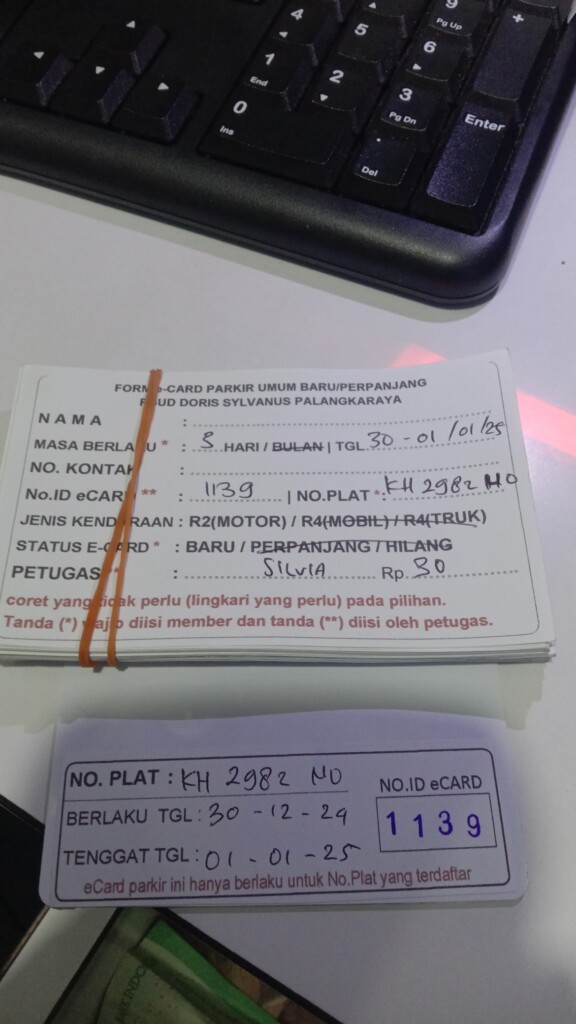 4
5
9
Pg Up
+
1
End
2
6
0
Ins
3
Pg Dn
Enter
.
Del
FORM e-CARD PARKIR UMUM BARU/PERPANJANG
RSUD DORIS SYLVANUS PALANGKARAYA
NAMA :
MASA BERLAKU * : 3 HARI / BULAN | TGL 30 - 01 /01/25
NO. KONTAK :
No.ID eCARD ** : 1139 | NO.PLAT * : KH 2982 MO
JENIS KENDARAAN : R2(MOTOR) / R4(MOBIL) / R4(TRUK)
STATUS E-CARD * : BARU / PERPANJANG / HILANG
PETUGAS** : SILVIA Rp. 30
coret yang tidak perlu (lingkari yang perlu) pada pilihan.
Tanda (*) wajib diisi member dan tanda (**) diisi oleh petugas.
NO. PLAT : KH 2982 MO
NO.ID eCARD
BERLAKU TGL : 30 - 12 - 24
1139
TENGGAT TGL : 01 - 01 - 25
eCard parkir ini hanya berlaku untuk No.Plat yang terdaftar